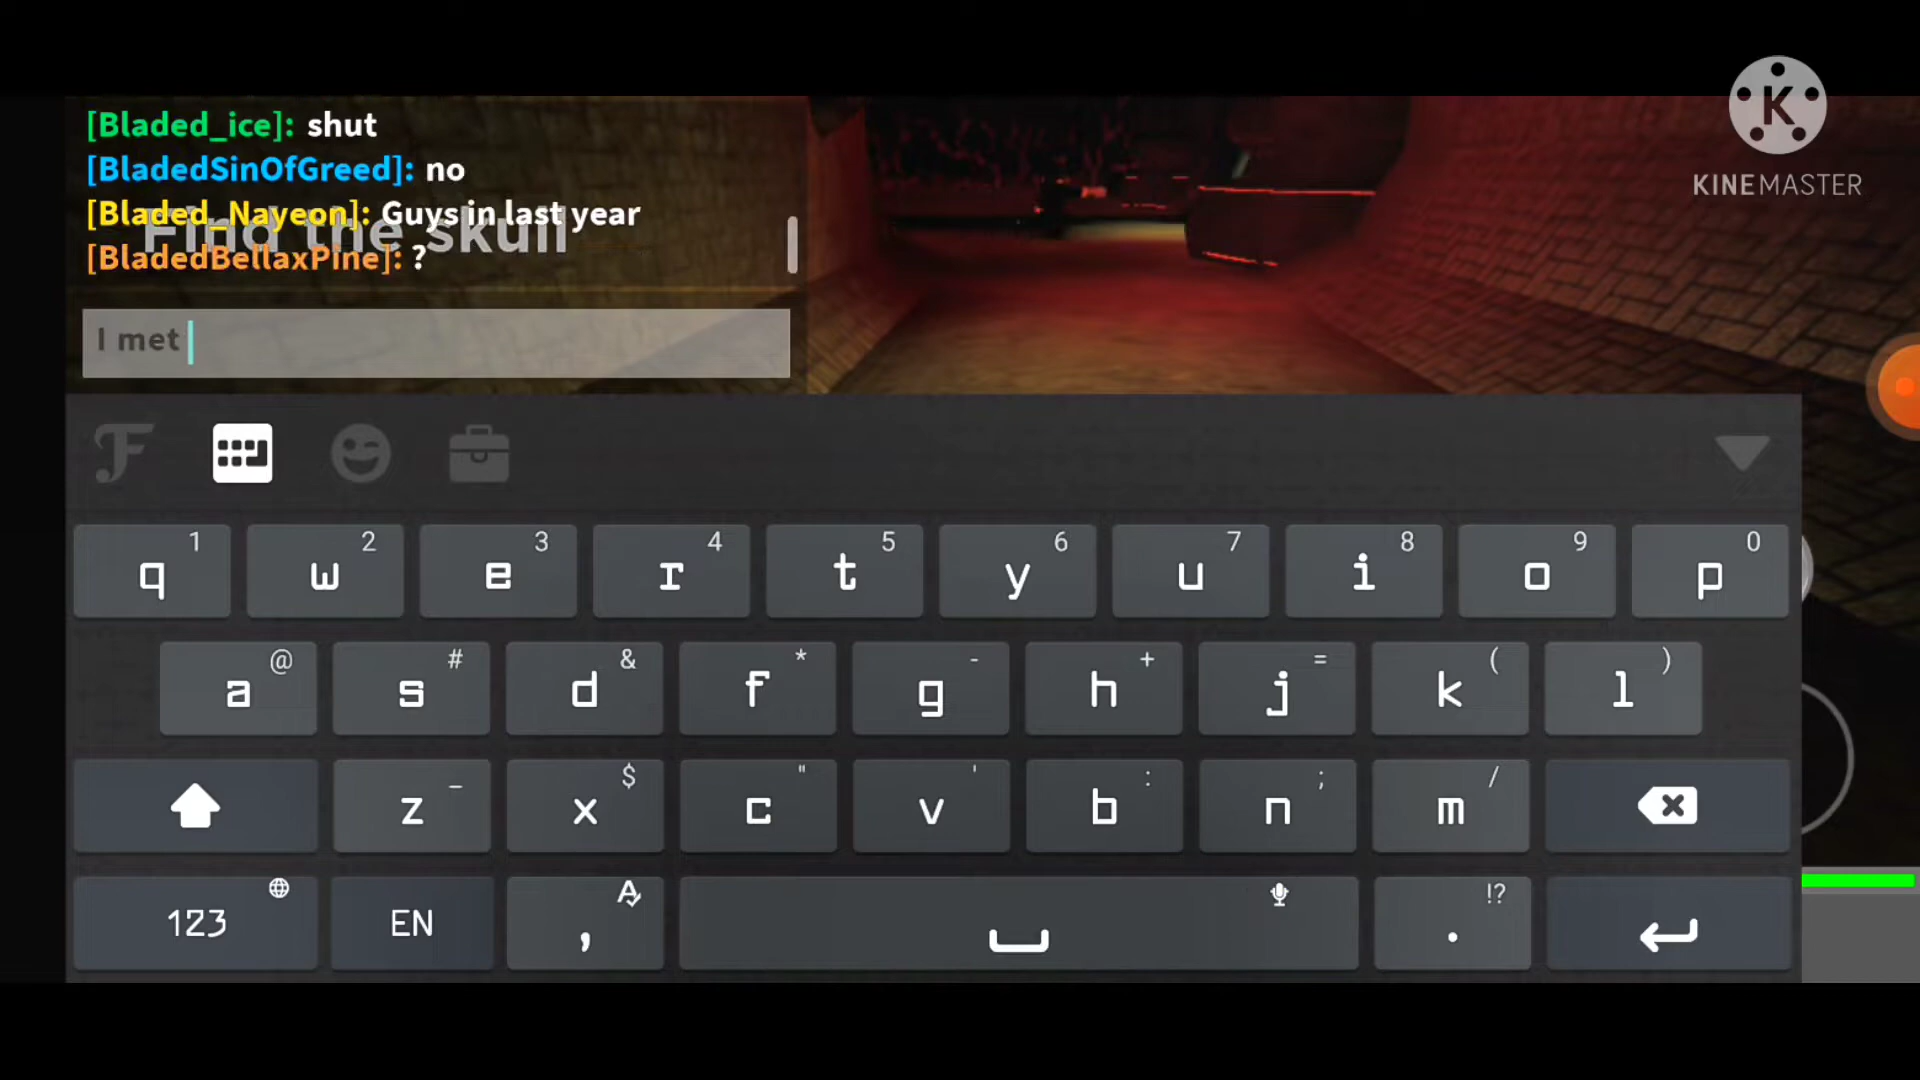 [Bladed_ice]: shut
[BladedSinOfGreed]: no
[Bladed_Nayeon]: Guys in last year
Find the skull
[BladedBellaxPine]: ?
I met
K
KINEMASTER
F
q 1 w 2 e 3 r 4 t 5 y 6 u 7 i 8 o 9 p 0
a @ s # d & f * g - h + j = k ( l )
z _ x $ c " v ' b : n ; m /
123 EN , A . !?